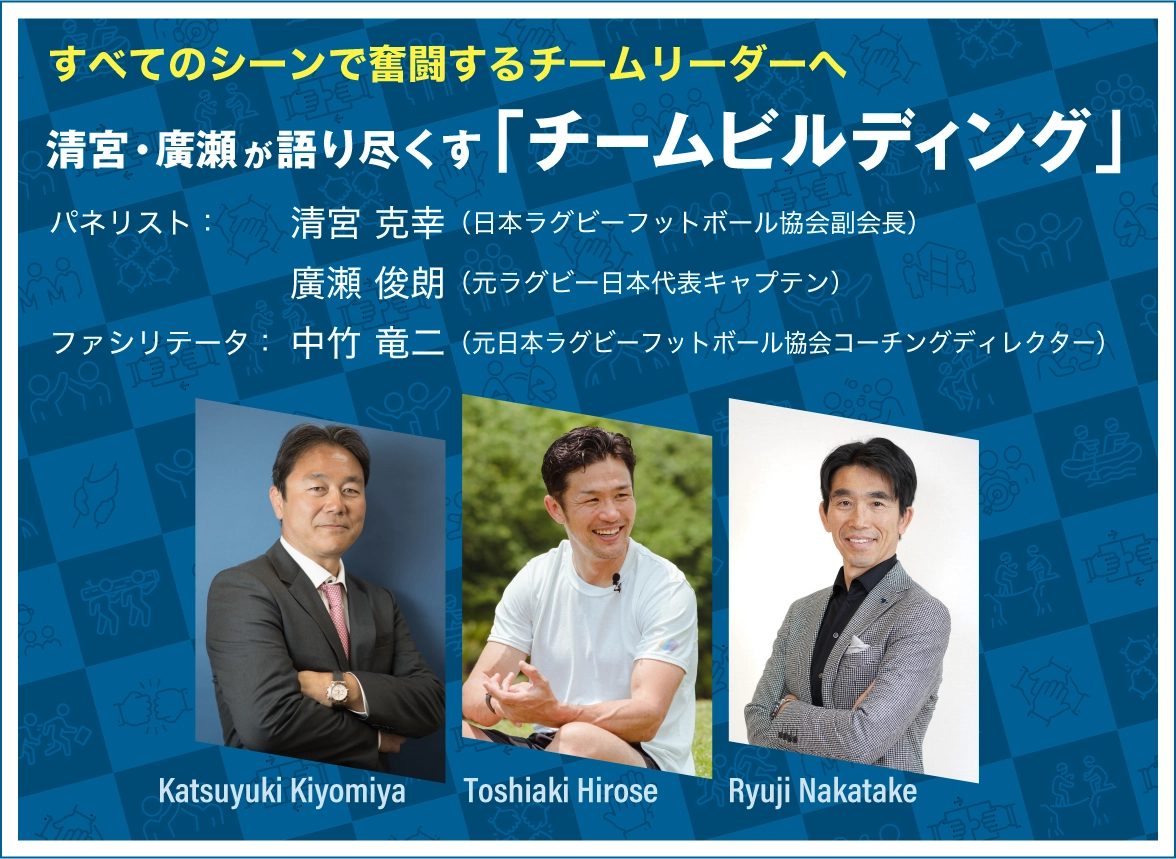 すべてのシーンで奮闘するチームリーダーへ
清宮・廣瀬が語り尽くす「チームビルディング」
パネリスト： 清宮 克幸（日本ラグビーフットボール協会副会長）
廣瀬 俊朗（元ラグビー日本代表キャプテン）
ファシリテータ： 中竹 竜二（元日本ラグビーフットボール協会コーチングディレクター）
Katsuyuki Kiyomiya Toshiaki Hirose Ryuji Nakatake